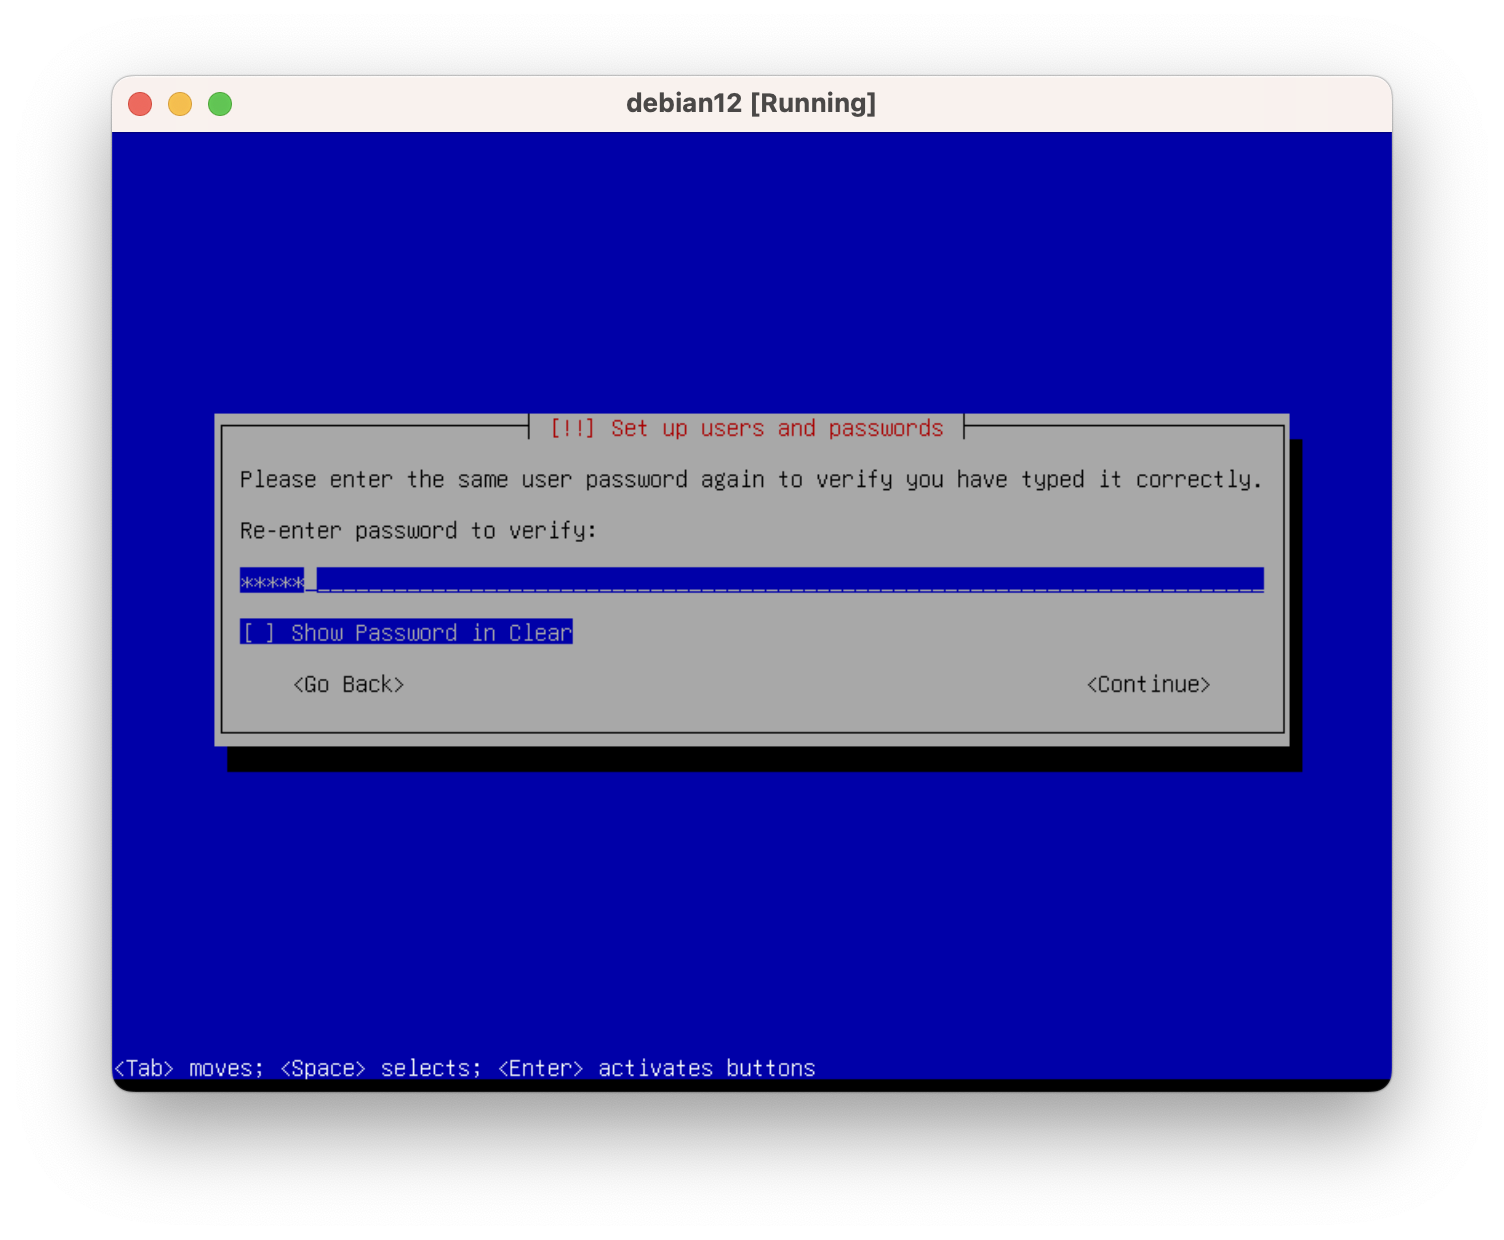 debian12 [Running]
[!!] Set up users and passwords
Please enter the same user password again to verify you have typed it correctly.
Re-enter password to verify:
*****
[ ] Show Password in Clear
<Go Back> <Continue>
<Tab> moves; <Space> selects; <Enter> activates buttons